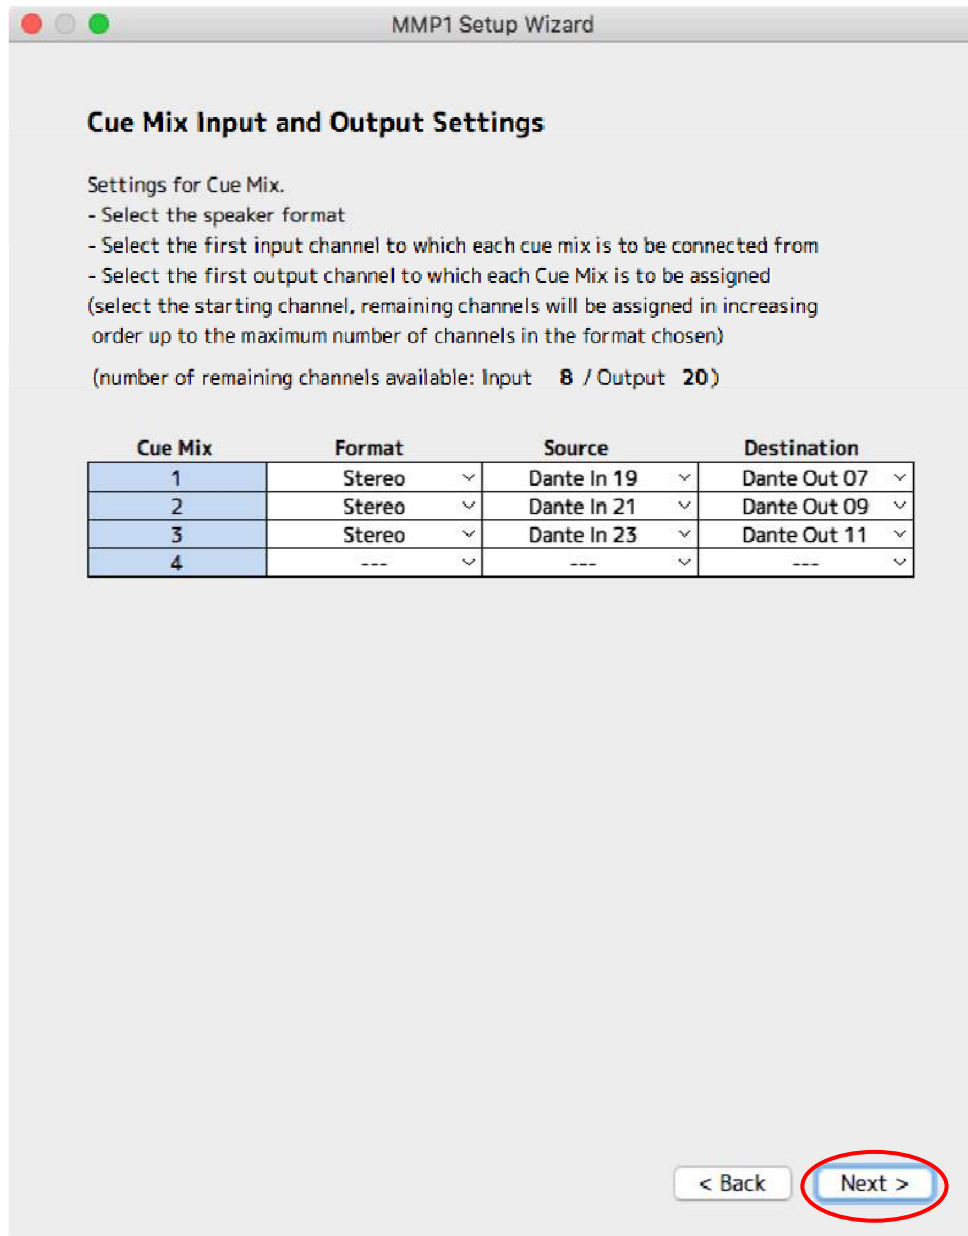 MMP1 Setup Wizard
Cue Mix Input and Output Settings
Settings for Cue Mix.
- Select the speaker format
- Select the first input channel to which each cue mix is to be connected from
- Select the first output channel to which each Cue Mix is to be assigned
(select the starting channel, remaining channels will be assigned in increasing
order up to the maximum number of channels in the format chosen)
(number of remaining channels available: Input 8 / Output 20)
Cue Mix Format Source Destination
1 Stereo Dante In 19 Dante Out 07
2 Stereo Dante In 21 Dante Out 09
3 Stereo Dante In 23 Dante Out 11
4 --- --- ---
< Back Next >